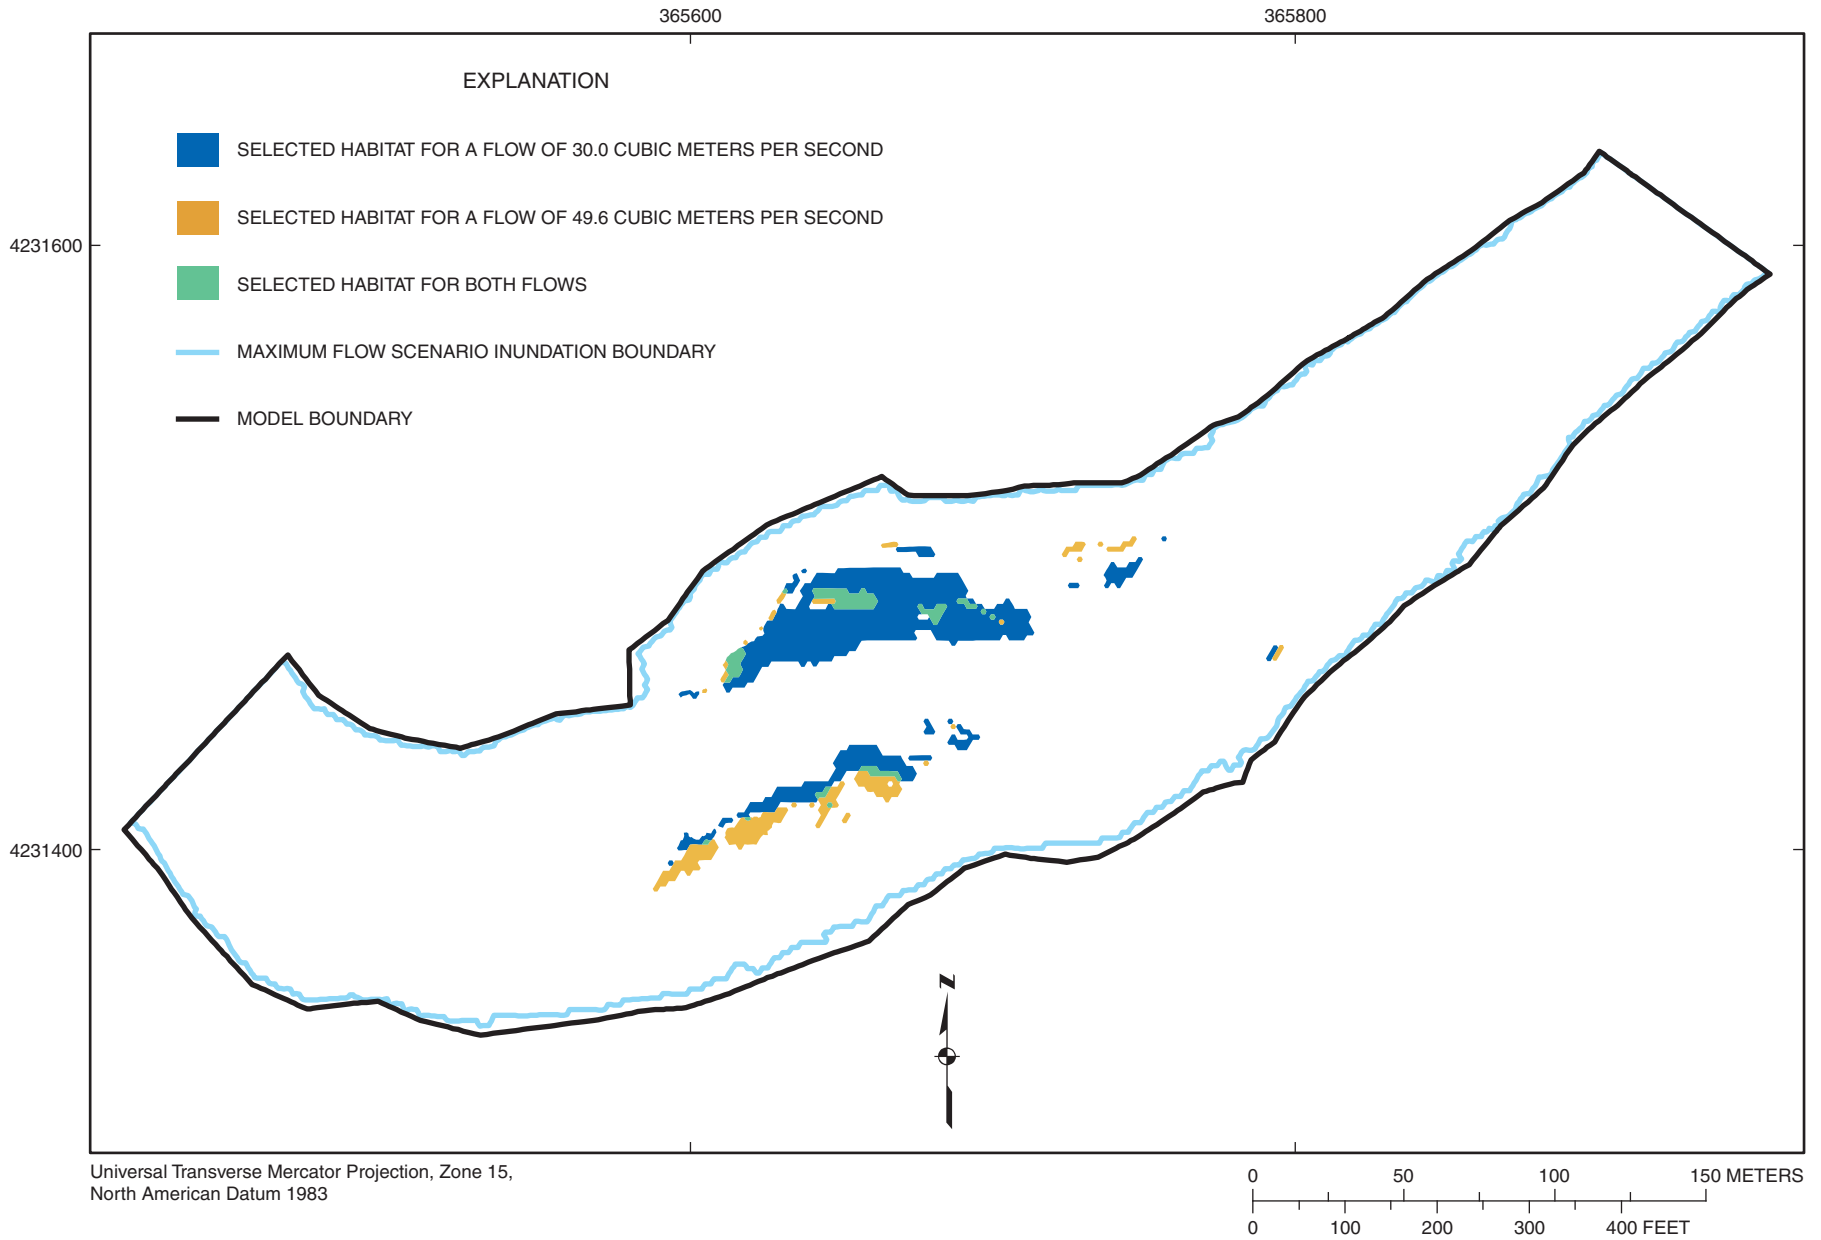 365600
365800
EXPLANATION
SELECTED HABITAT FOR A FLOW OF 30.0 CUBIC METERS PER SECOND
SELECTED HABITAT FOR A FLOW OF 49.6 CUBIC METERS PER SECOND
4231600
SELECTED HABITAT FOR BOTH FLOWS
MAXIMUM FLOW SCENARIO INUNDATION BOUNDARY
MODEL BOUNDARY
4231400
N
Universal Transverse Mercator Projection, Zone 15,
North American Datum 1983
0 50 100 150 METERS
0 100 200 300 400 FEET